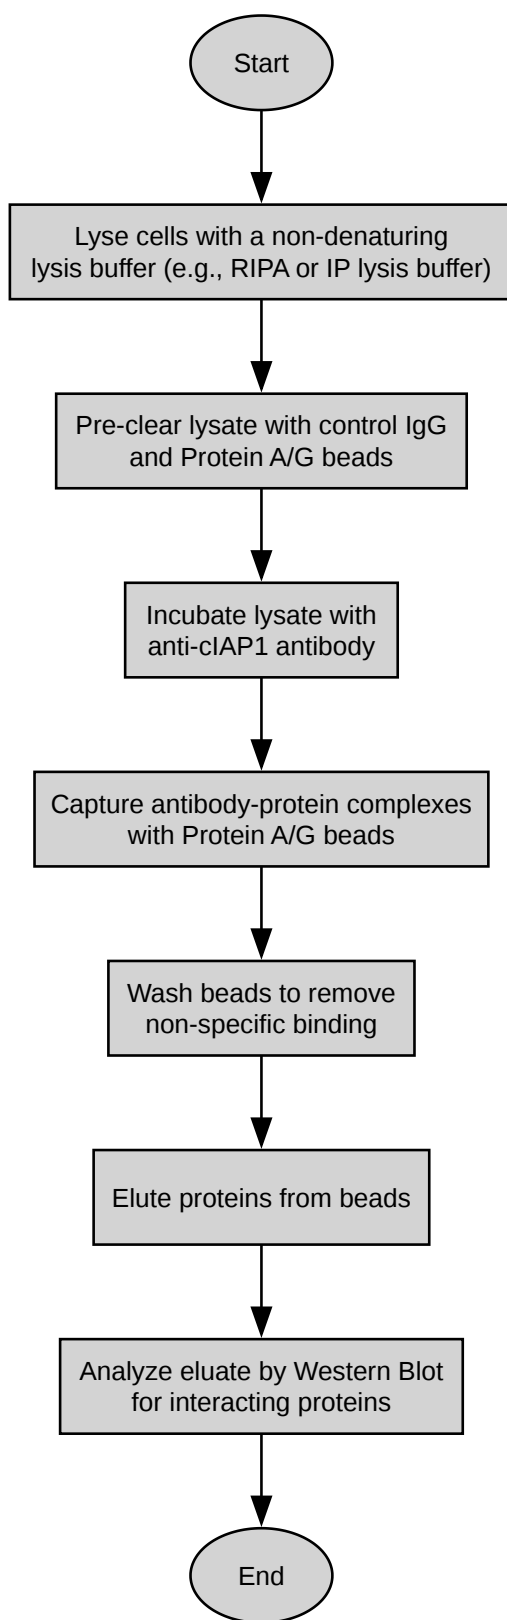 Start
Lyse cells with a non-denaturing
lysis buffer (e.g., RIPA or IP lysis buffer)
Pre-clear lysate with control IgG
and Protein A/G beads
Incubate lysate with
anti-cIAP1 antibody
Capture antibody-protein complexes
with Protein A/G beads
Wash beads to remove
non-specific binding
Elute proteins from beads
Analyze eluate by Western Blot
for interacting proteins
End